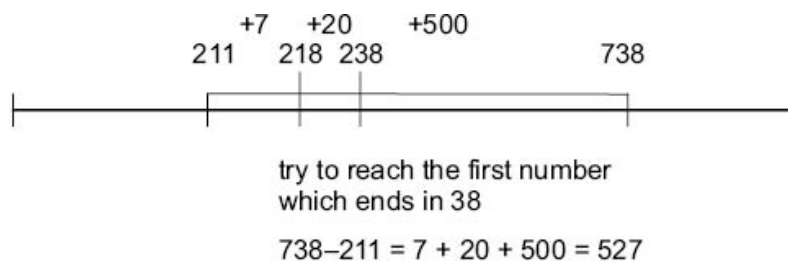 +7 +20 +500
211 218 238 738
try to reach the first number
which ends in 38
738–211 = 7 + 20 + 500 = 527